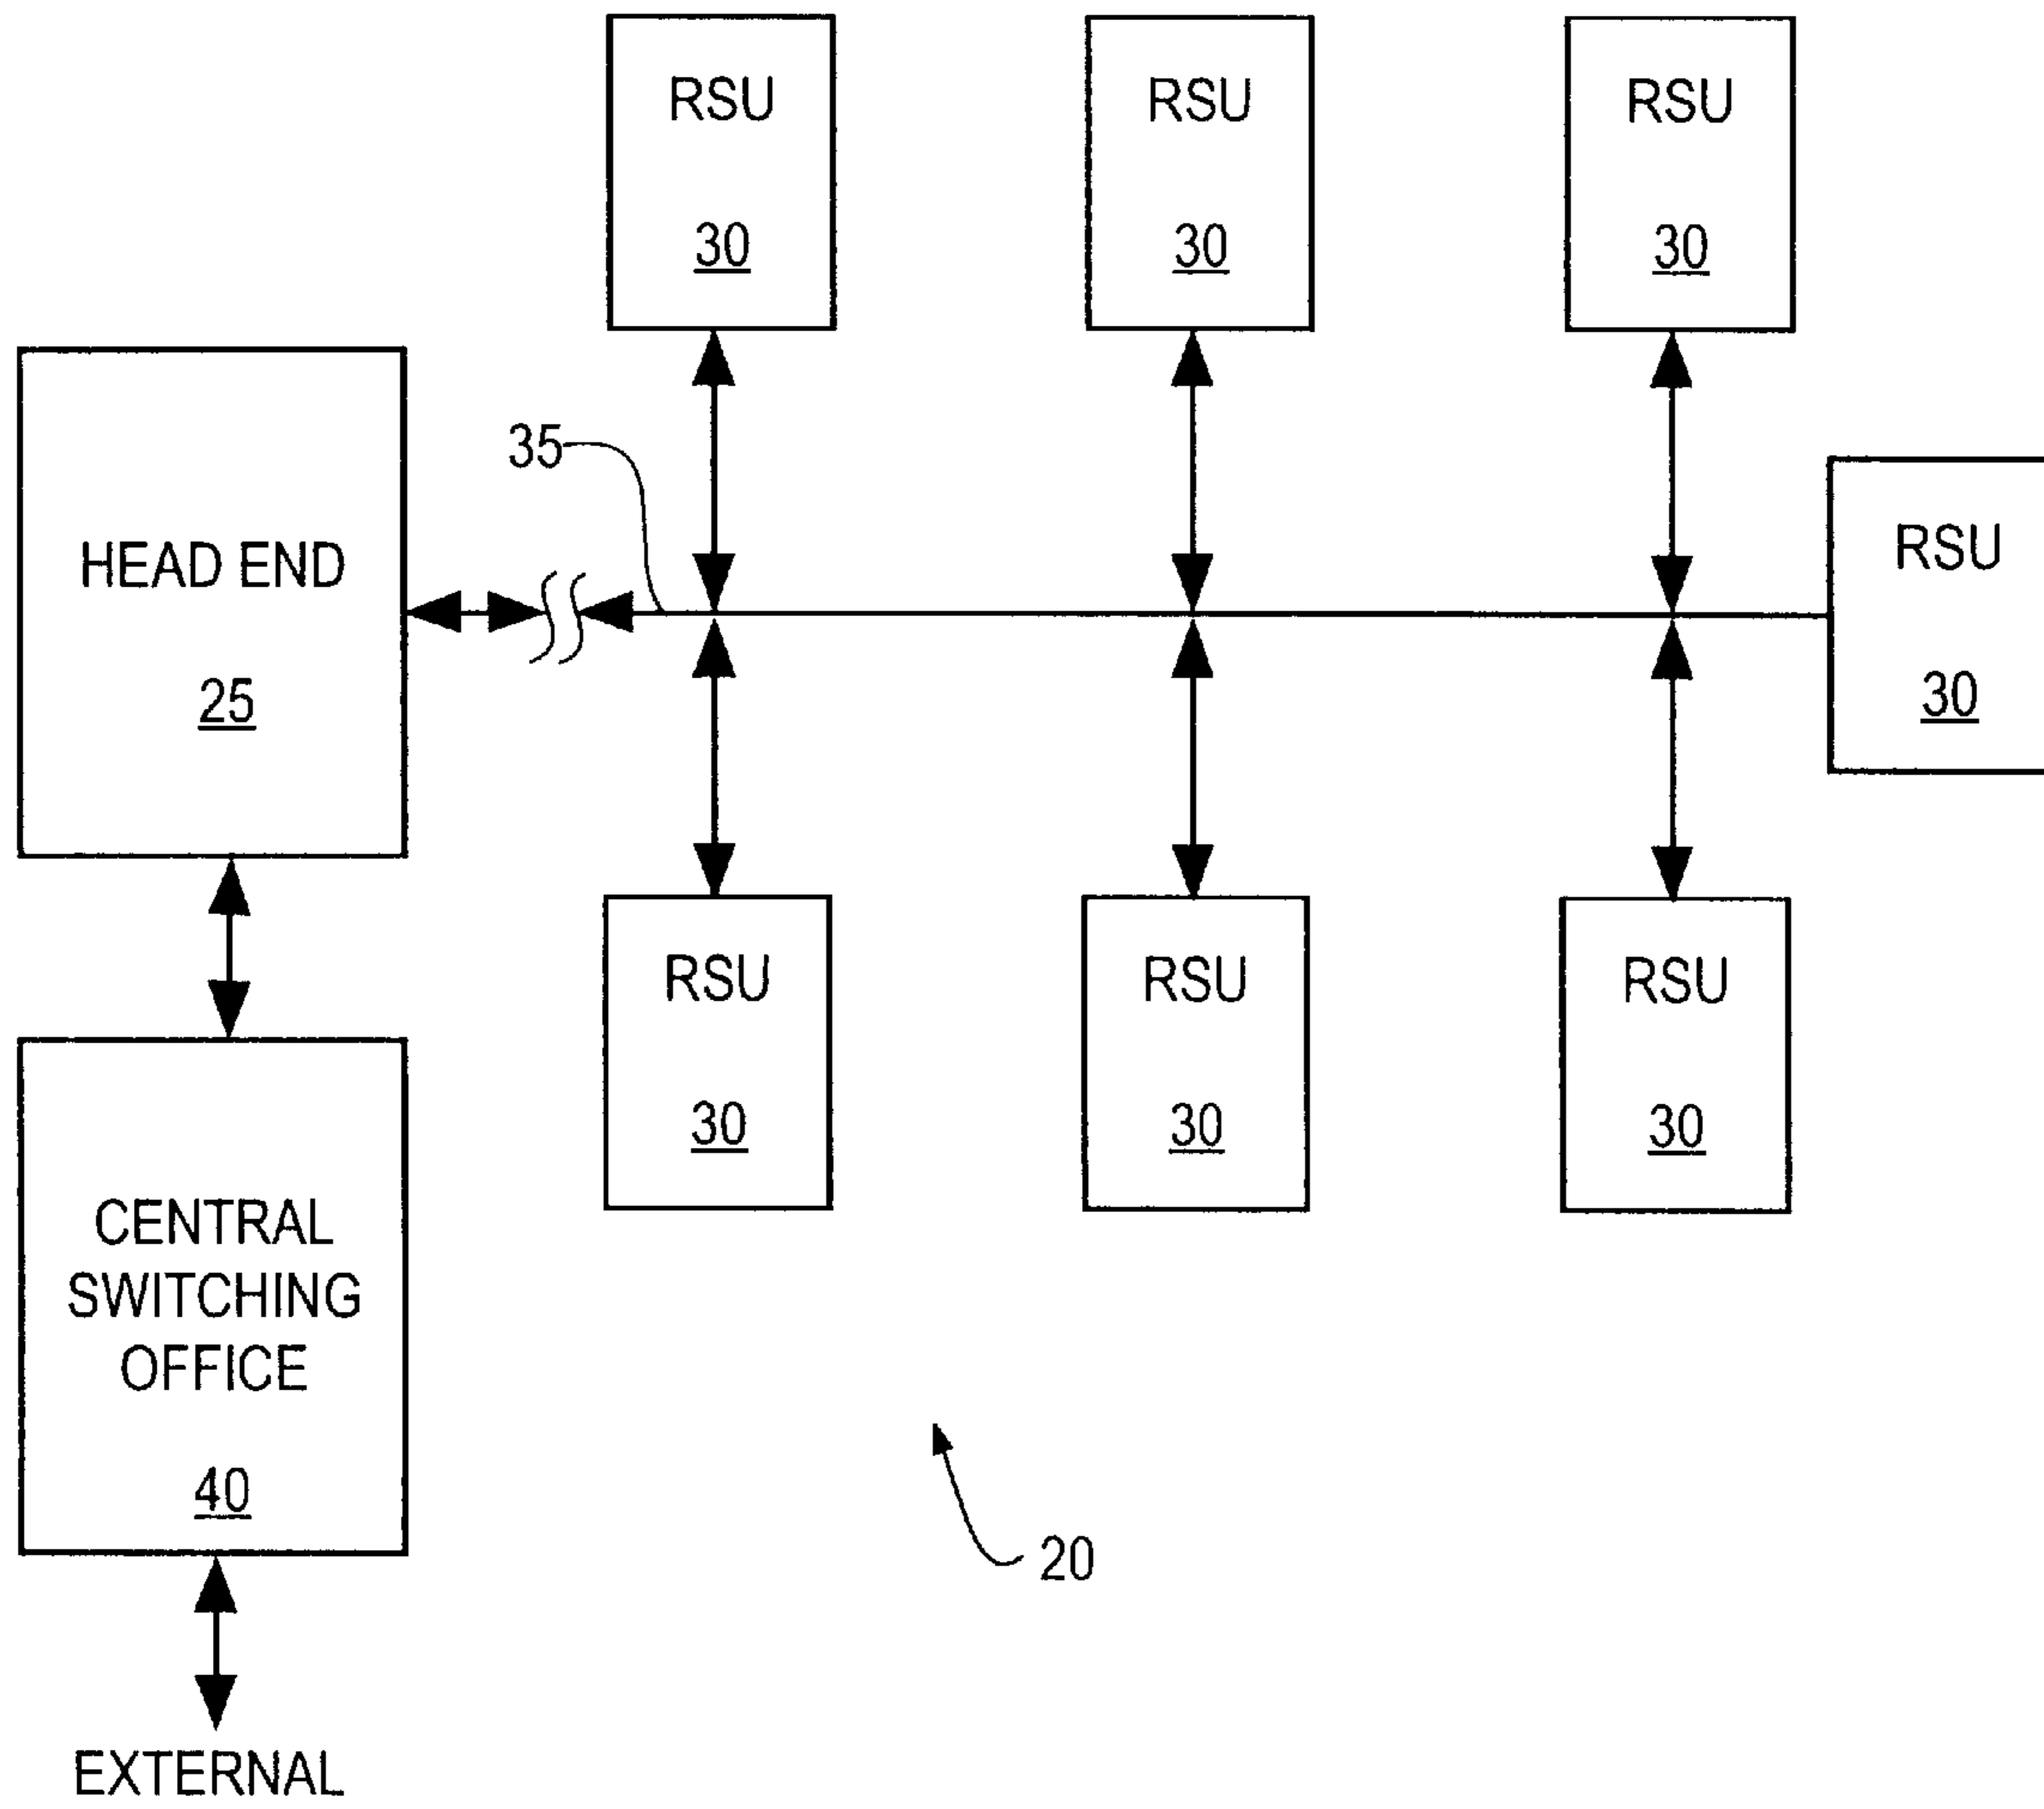 RSU
30
RSU
30
RSU
30
35
HEAD END
25
RSU
30
RSU
30
RSU
30
RSU
30
CENTRAL
SWITCHING
OFFICE
40
20
EXTERNAL